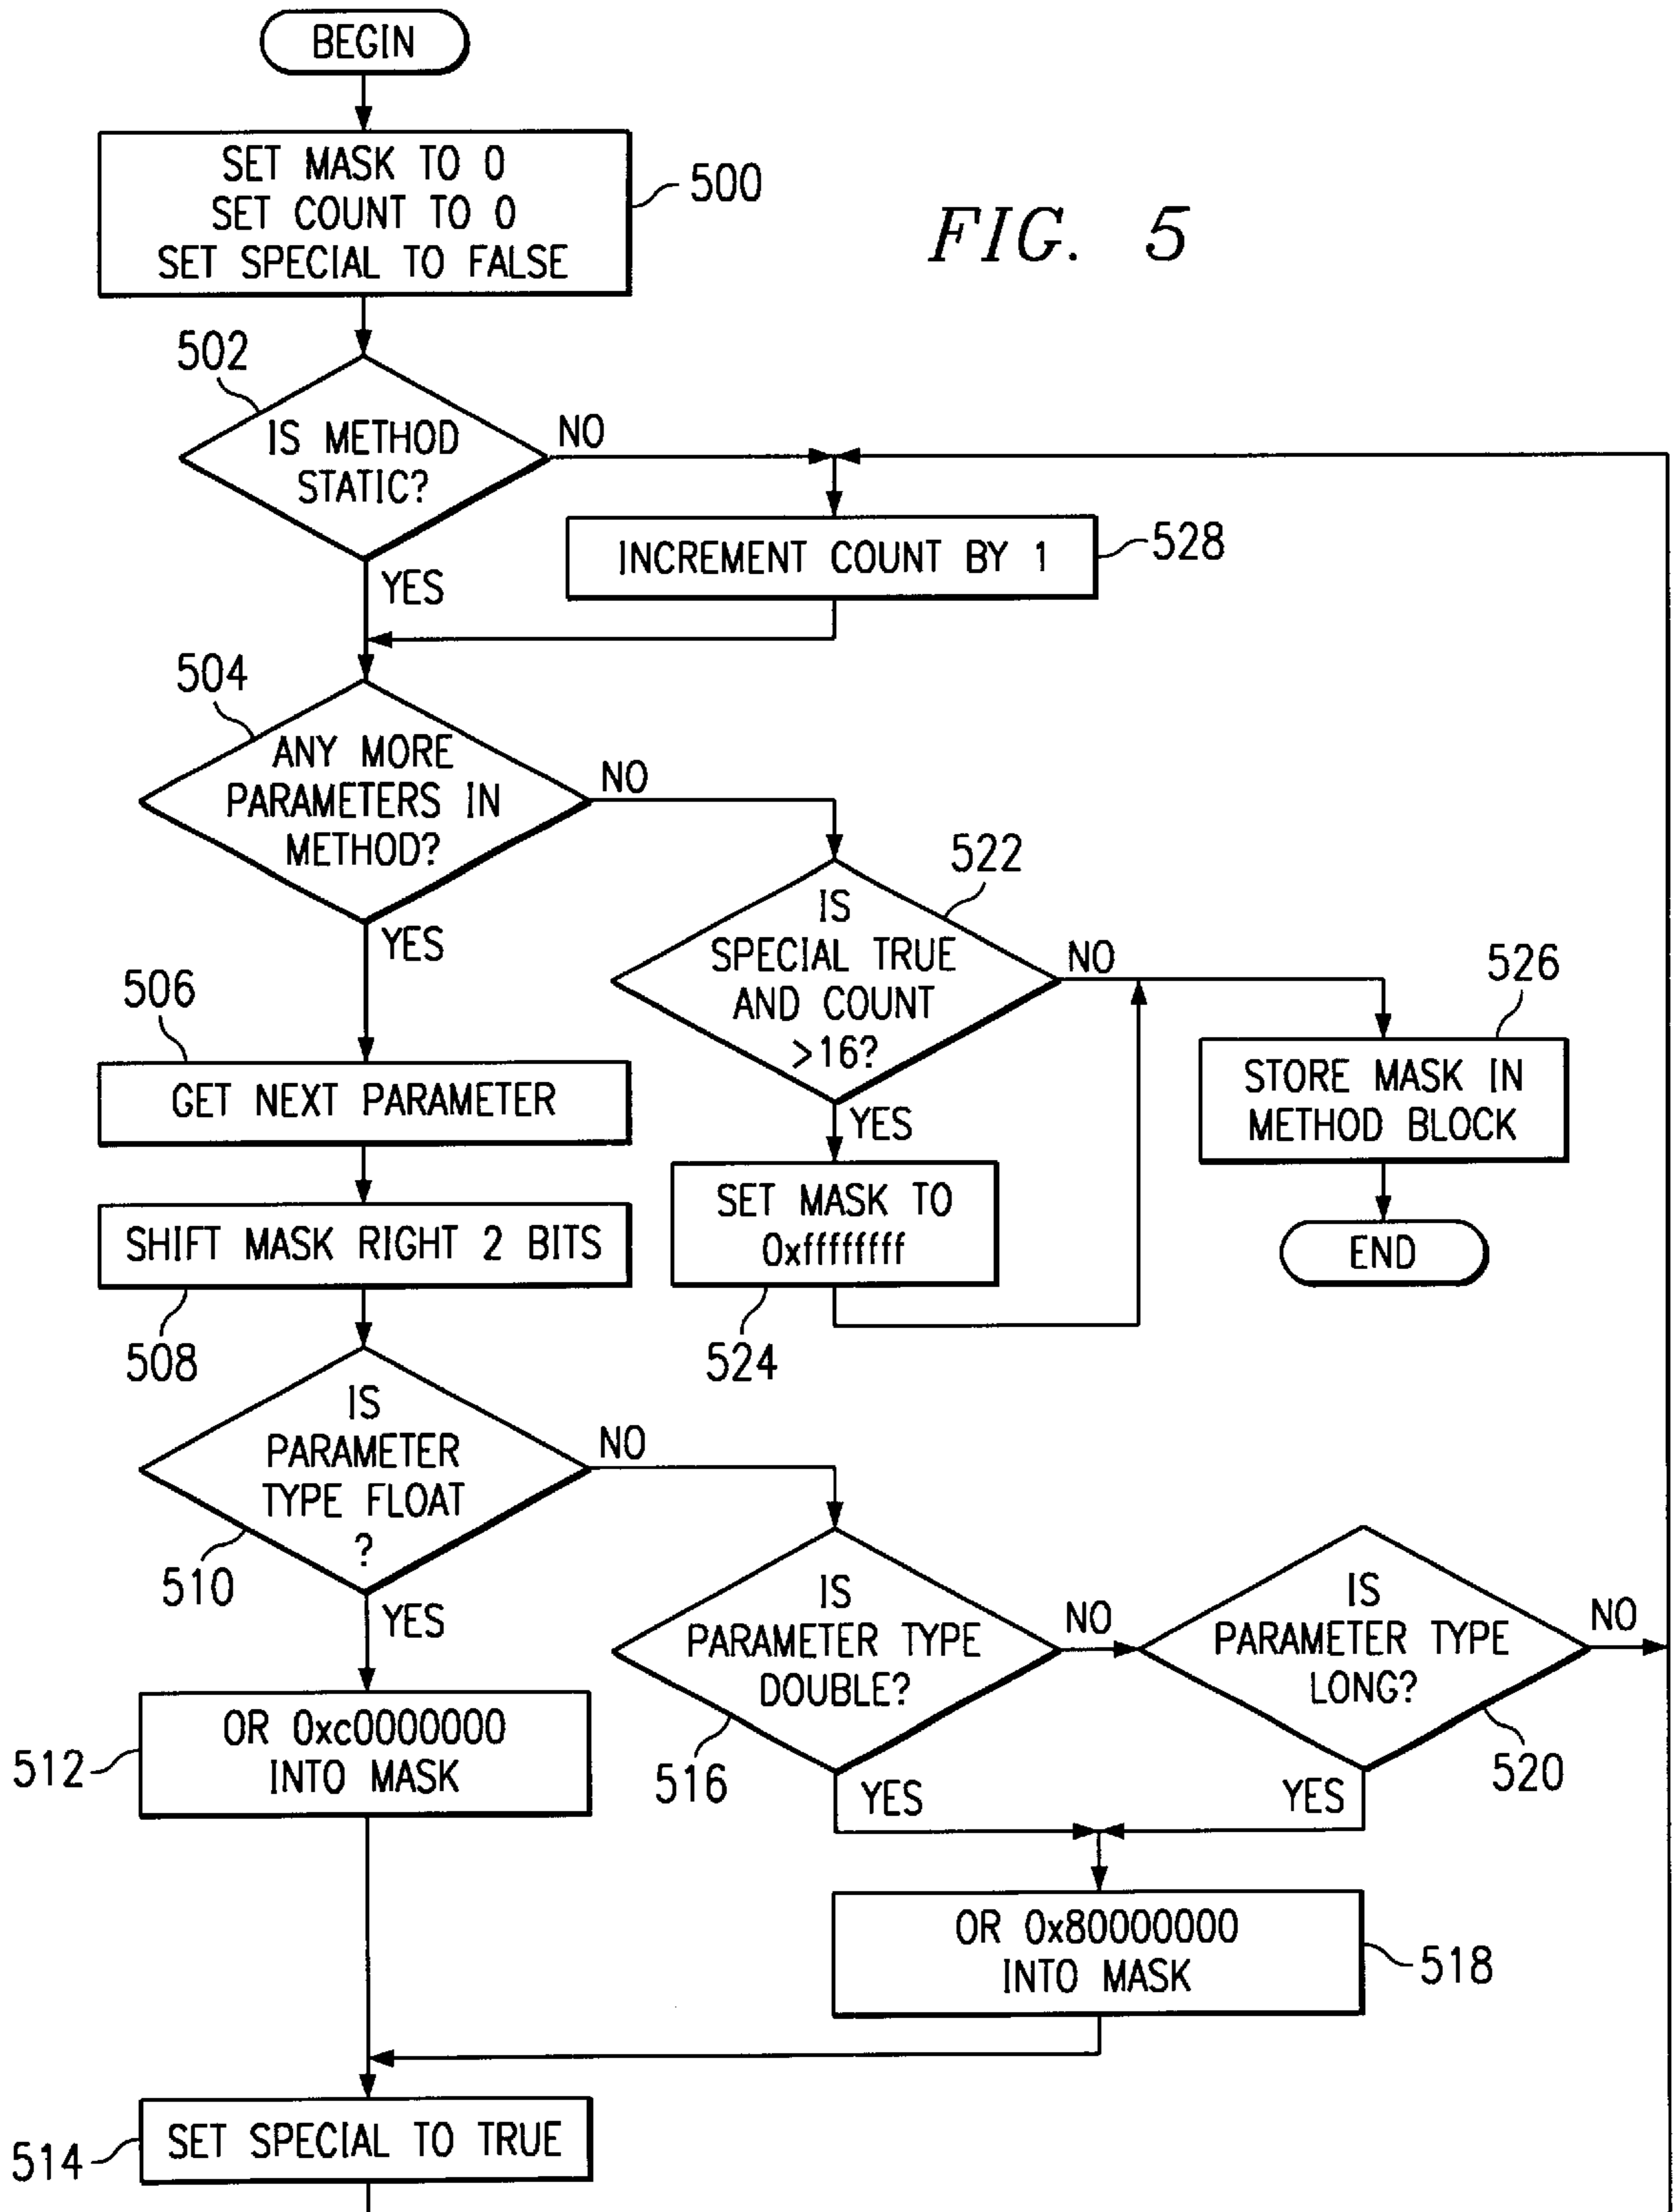 BEGIN
SET MASK TO 0
SET COUNT TO 0
SET SPECIAL TO FALSE
500
FIG. 5
502
IS METHOD
STATIC?
NO
YES
INCREMENT COUNT BY 1
528
504
ANY MORE
PARAMETERS IN
METHOD?
NO
YES
522
IS
SPECIAL TRUE
AND COUNT
>16?
NO
YES
526
STORE MASK IN
METHOD BLOCK
END
506
GET NEXT PARAMETER
SHIFT MASK RIGHT 2 BITS
508
SET MASK TO
0xffffffff
524
IS
PARAMETER
TYPE FLOAT
?
510
NO
YES
IS
PARAMETER TYPE
DOUBLE?
516
NO
YES
IS
PARAMETER TYPE
LONG?
520
NO
YES
512
OR 0xc0000000
INTO MASK
OR 0x80000000
INTO MASK
518
514
SET SPECIAL TO TRUE